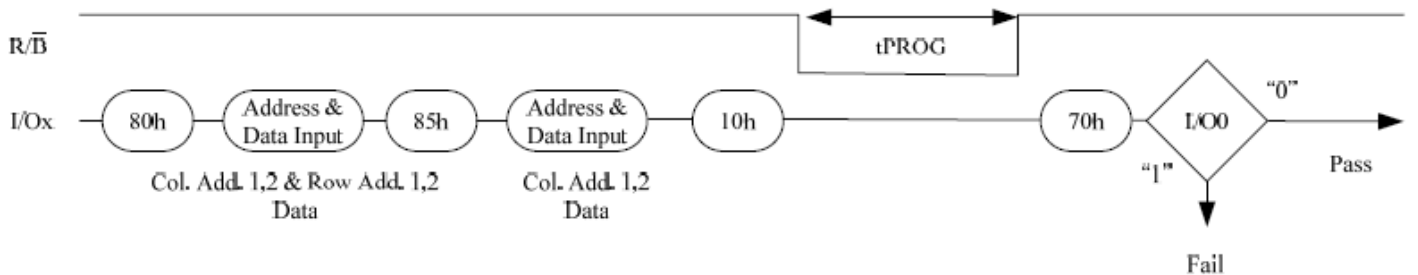 R/B̅
tPROG
I/Ox
80h
Address &
Data Input
85h
Address &
Data Input
10h
70h
I/O0
“0”
“1”
Pass
Col. Add. 1,2 & Row Add. 1,2
Data
Col. Add. 1,2
Data
Fail